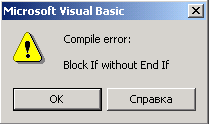 Microsoft Visual Basic
Compile error:
Block If without End If
OK
Справка